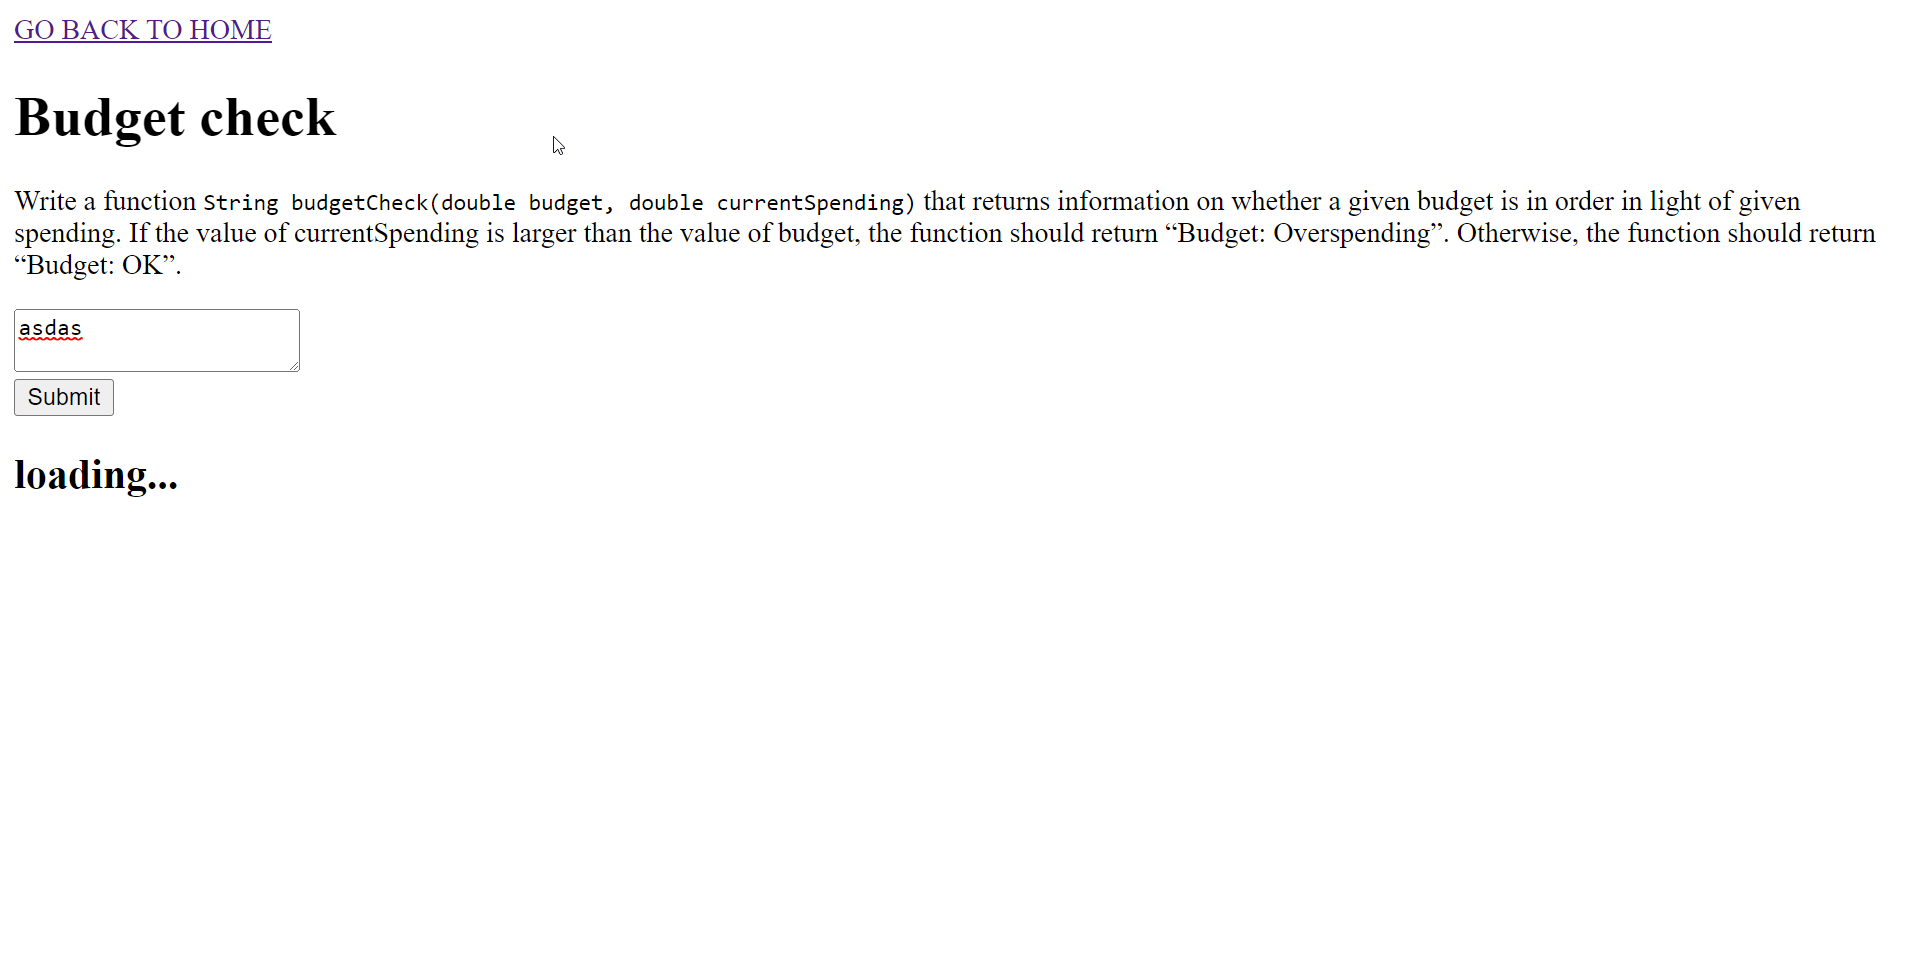 GO BACK TO HOME
Budget check
Write a function String budgetCheck(double budget, double currentSpending) that returns information on whether a given budget is in order in light of given
spending. If the value of currentSpending is larger than the value of budget, the function should return “Budget: Overspending”. Otherwise, the function should return
“Budget: OK”.
asdas
Submit
loading...